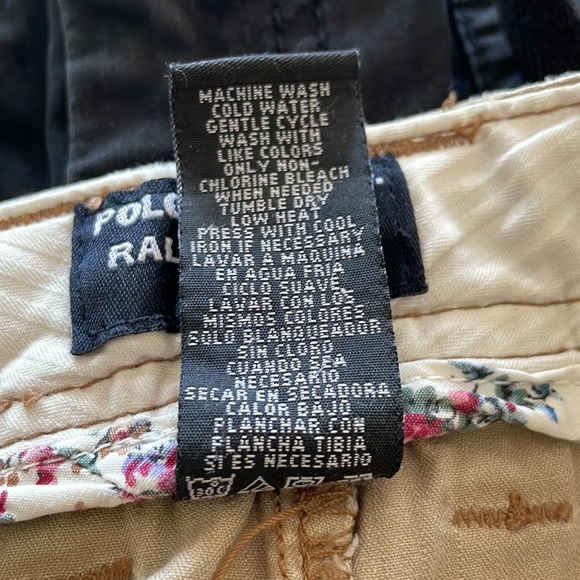 MACHINE WASH
COLD WATER
GENTLE CYCLE
WASH WITH
LIKE COLORS
ONLY NON-
CHLORINE BLEACH
WHEN NEEDED
TUMBLE DRY
LOW HEAT
PRESS WITH COOL
IRON IF NECESSARY
LAVAR A MAQUINA
EN AGUA FRIA
CICLO SUAVE
LAVAR CON LOS
MISMOS COLORES
SOLO BLANQUEADOR
SIN CLORO
CUANDO SEA
NECESARIO
SECAR EN SECADORA
CALOR BAJO
PLANCHAR CON
PLANCHA TIBIA
SI ES NECESARIO
30C
POLO
RAL